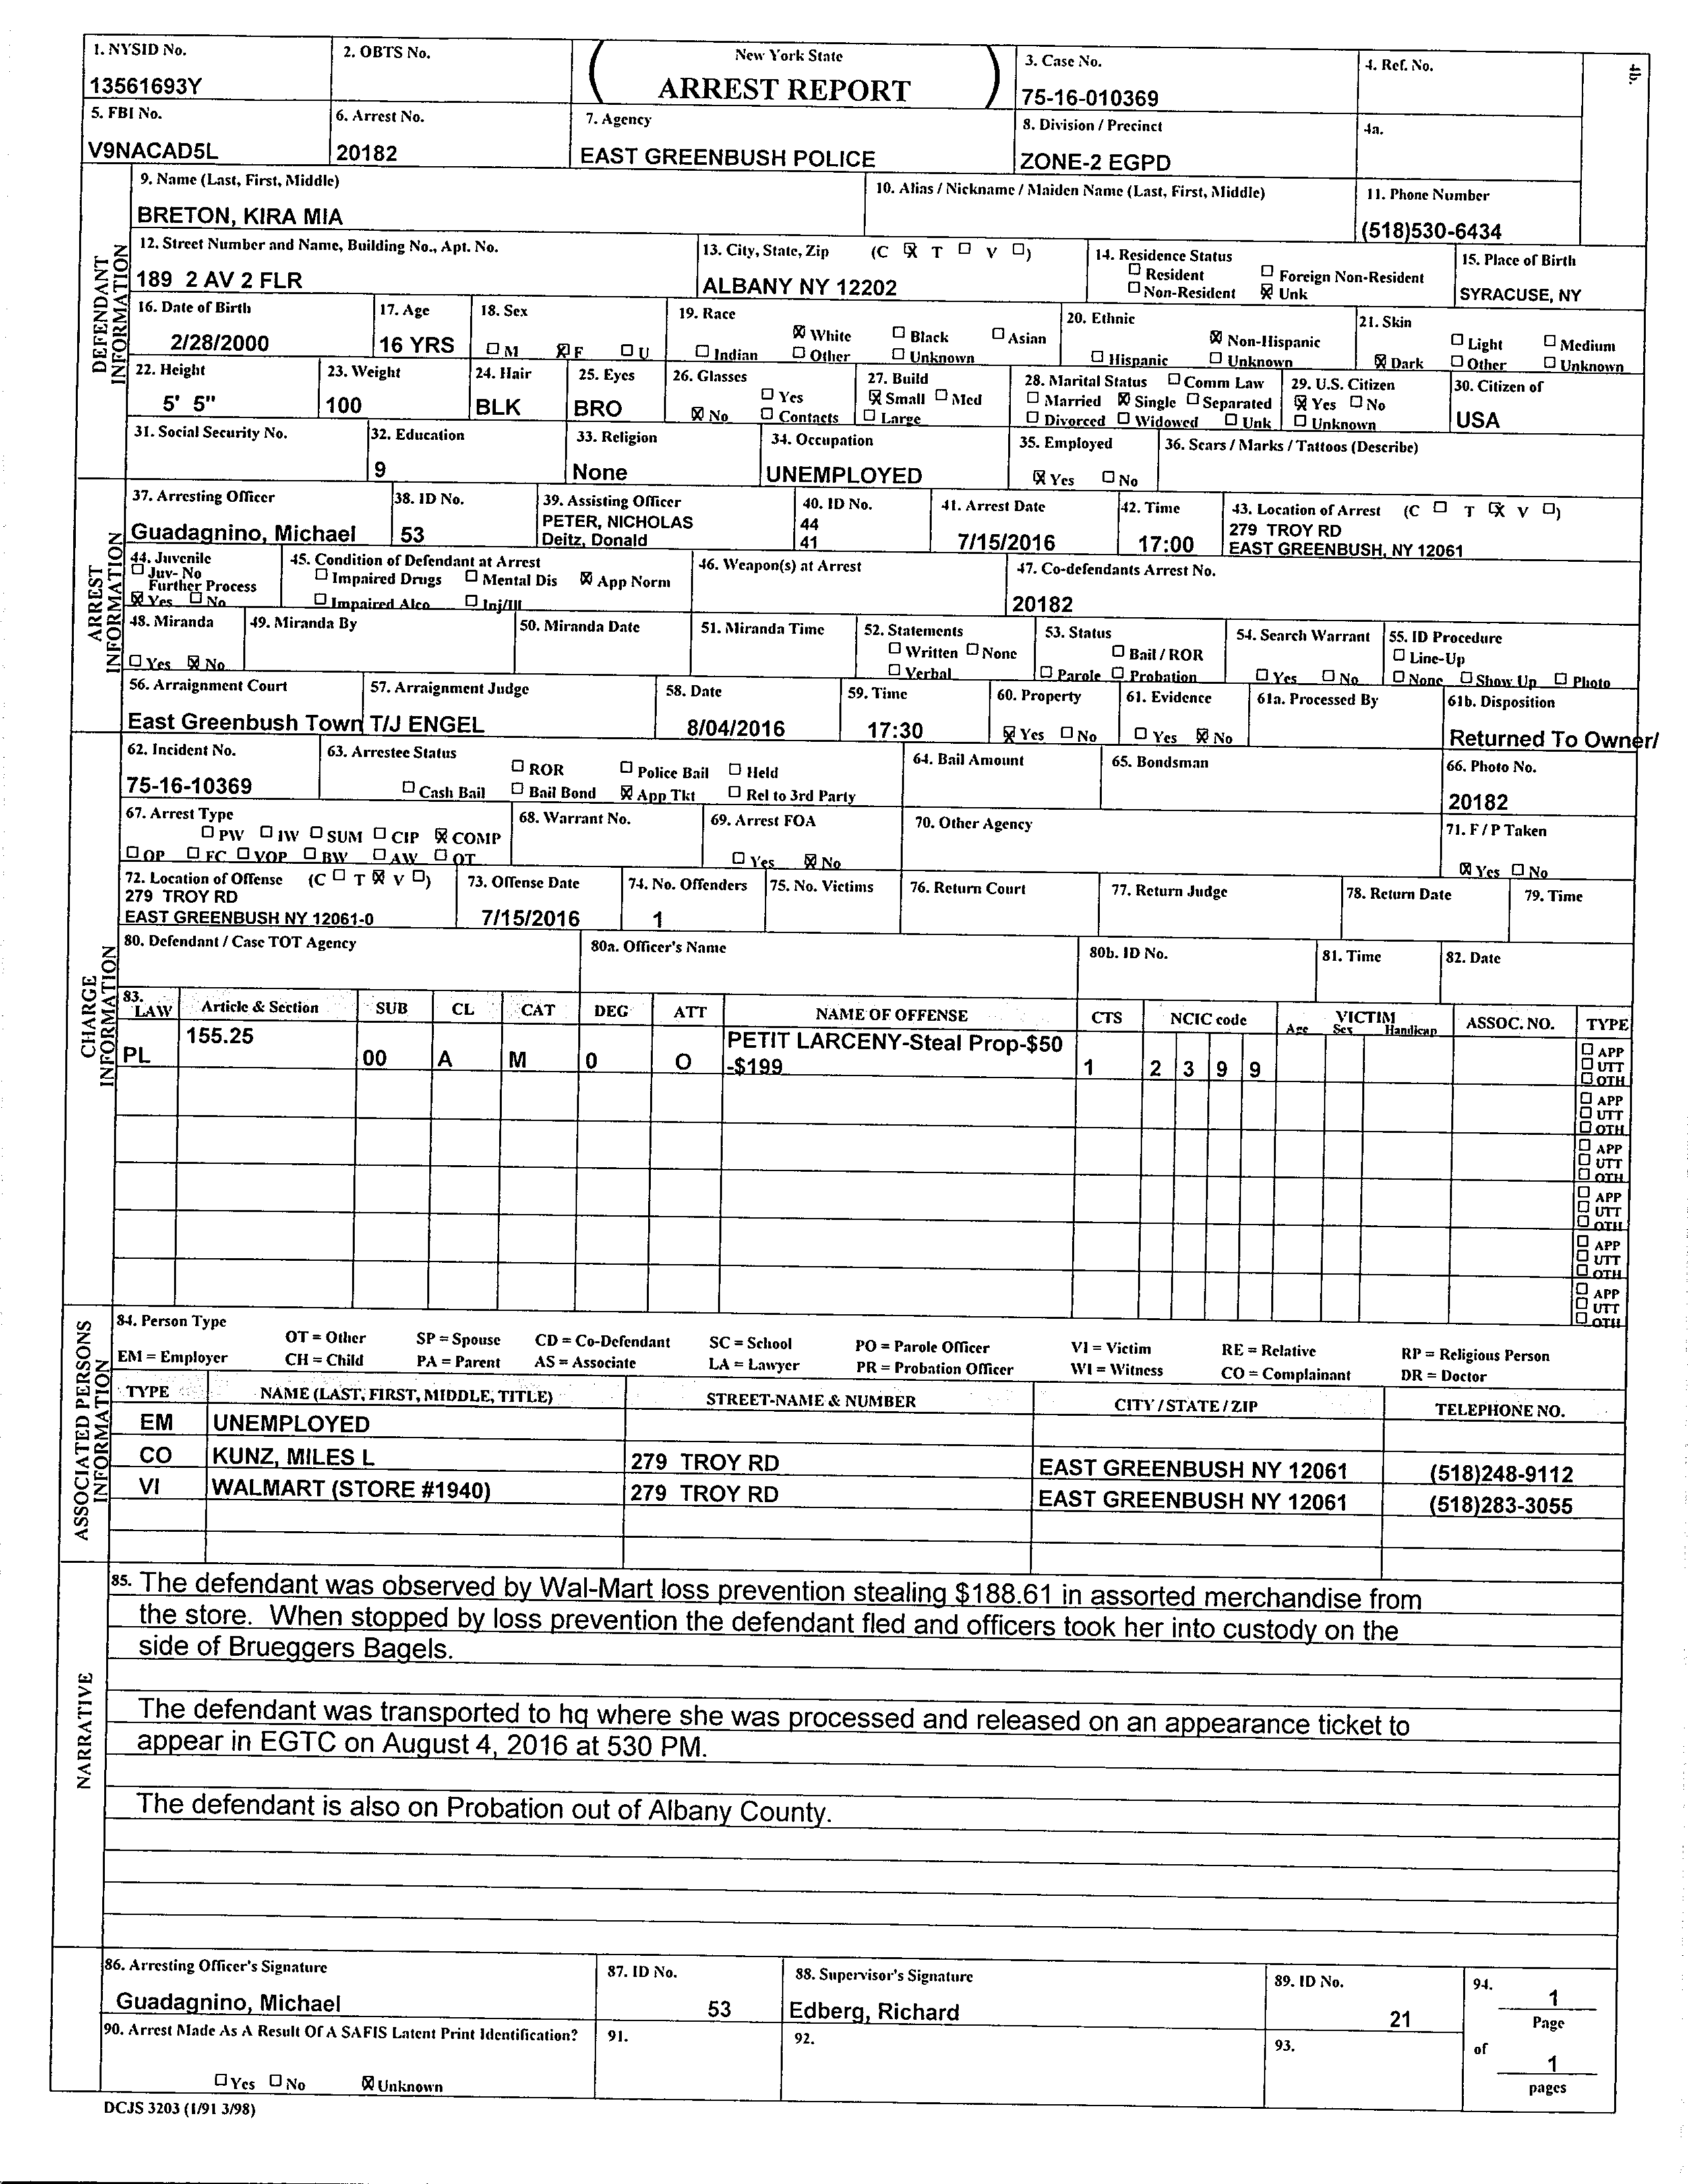 1. NYSID No.
13561693Y
2. OBTS No.
New York State
ARREST REPORT
3. Case No.
75-16-010369
4. Ref. No.
4b.
5. FBI No.
V9NACAD5L
6. Arrest No.
20182
7. Agency
EAST GREENBUSH POLICE
8. Division / Precinct
ZONE-2 EGPD
4a.
DEFENDANT INFORMATION
9. Name (Last, First, Middle)
BRETON, KIRA MIA
10. Alias / Nickname / Maiden Name (Last, First, Middle)
11. Phone Number
(518)530-6434
12. Street Number and Name, Building No., Apt. No.
189 2 AV 2 FLR
13. City, State, Zip (C ☒ T ☐ V ☐)
ALBANY NY 12202
14. Residence Status
☐ Resident ☐ Foreign Non-Resident
☐ Non-Resident ☒ Unk
15. Place of Birth
SYRACUSE, NY
16. Date of Birth
2/28/2000
17. Age
16 YRS
18. Sex
☐ M ☒ F ☐ U
19. Race
☒ White ☐ Black ☐ Asian
☐ Indian ☐ Other ☐ Unknown
20. Ethnic
☒ Non-Hispanic
☐ Hispanic ☐ Unknown
21. Skin
☐ Light ☐ Medium
☒ Dark ☐ Other ☐ Unknown
22. Height
5' 5"
23. Weight
100
24. Hair
BLK
25. Eyes
BRO
26. Glasses
☐ Yes
☒ No ☐ Contacts
27. Build
☒ Small ☐ Med
☐ Large
28. Marital Status ☐ Comm Law
☐ Married ☒ Single ☐ Separated
☐ Divorced ☐ Widowed ☐ Unk
29. U.S. Citizen
☒ Yes ☐ No
☐ Unknown
30. Citizen of
USA
31. Social Security No.
32. Education
9
33. Religion
None
34. Occupation
UNEMPLOYED
35. Employed
☒ Yes ☐ No
36. Scars / Marks / Tattoos (Describe)
ARREST INFORMATION
37. Arresting Officer
Guadagnino, Michael
38. ID No.
53
39. Assisting Officer
PETER, NICHOLAS
Deitz, Donald
40. ID No.
44
41
41. Arrest Date
7/15/2016
42. Time
17:00
43. Location of Arrest (C ☐ T ☒ V ☐)
279 TROY RD
EAST GREENBUSH, NY 12061
44. Juvenile
☐ Juv- No
Further Process
☒ Yes ☐ No
45. Condition of Defendant at Arrest
☐ Impaired Drugs ☐ Mental Dis ☒ App Norm
☐ Impaired Alco ☐ Inj/Ill
46. Weapon(s) at Arrest
47. Co-defendants Arrest No.
20182
48. Miranda
☐ Yes ☒ No
49. Miranda By
50. Miranda Date
51. Miranda Time
52. Statements
☐ Written ☐ None
☐ Verbal
53. Status
☐ Bail / ROR
☐ Parole ☐ Probation
54. Search Warrant
☐ Yes ☐ No
55. ID Procedure
☐ Line-Up
☐ None ☐ Show Up ☐ Photo
56. Arraignment Court
East Greenbush Town
57. Arraignment Judge
T/J ENGEL
58. Date
8/04/2016
59. Time
17:30
60. Property
☒ Yes ☐ No
61. Evidence
☐ Yes ☒ No
61a. Processed By
61b. Disposition
Returned To Owner/
CHARGE INFORMATION
62. Incident No.
75-16-10369
63. Arrestee Status
☐ ROR ☐ Police Bail ☐ Held
☐ Cash Bail ☐ Bail Bond ☒ App Tkt ☐ Rel to 3rd Party
64. Bail Amount
65. Bondsman
66. Photo No.
20182
67. Arrest Type
☐ PW ☐ IW ☐ SUM ☐ CIP ☒ COMP
☐ OP ☐ FC ☐ VOP ☐ BW ☐ AW ☐ OT
68. Warrant No.
69. Arrest FOA
☐ Yes ☒ No
70. Other Agency
71. F / P Taken
☒ Yes ☐ No
72. Location of Offense (C ☐ T ☒ V ☐)
279 TROY RD
EAST GREENBUSH NY 12061-0
73. Offense Date
7/15/2016
74. No. Offenders
1
75. No. Victims
76. Return Court
77. Return Judge
78. Return Date
79. Time
80. Defendant / Case TOT Agency
80a. Officer's Name
80b. ID No.
81. Time
82. Date
83. LAW Article & Section SUB CL CAT DEG ATT NAME OF OFFENSE CTS NCIC code VICTIM Age Sex Handicap ASSOC. NO. TYPE
PL 155.25 00 A M 0 O PETIT LARCENY-Steal Prop-$50
-$199 1 2 3 9 9
☐ APP
☐ UTT
☐ OTH
☐ APP
☐ UTT
☐ OTH
☐ APP
☐ UTT
☐ OTH
☐ APP
☐ UTT
☐ OTH
☐ APP
☐ UTT
☐ OTH
☐ APP
☐ UTT
☐ OTH
ASSOCIATED PERSONS INFORMATION
84. Person Type
OT = Other SP = Spouse CD = Co-Defendant SC = School PO = Parole Officer VI = Victim RE = Relative RP = Religious Person
EM = Employer CH = Child PA = Parent AS = Associate LA = Lawyer PR = Probation Officer WI = Witness CO = Complainant DR = Doctor
TYPE NAME (LAST, FIRST, MIDDLE, TITLE) STREET-NAME & NUMBER CITY / STATE / ZIP TELEPHONE NO.
EM UNEMPLOYED
CO KUNZ, MILES L 279 TROY RD EAST GREENBUSH NY 12061 (518)248-9112
VI WALMART (STORE #1940) 279 TROY RD EAST GREENBUSH NY 12061 (518)283-3055
NARRATIVE
85. The defendant was observed by Wal-Mart loss prevention stealing $188.61 in assorted merchandise from
the store. When stopped by loss prevention the defendant fled and officers took her into custody on the
side of Brueggers Bagels.
The defendant was transported to hq where she was processed and released on an appearance ticket to
appear in EGTC on August 4, 2016 at 530 PM.
The defendant is also on Probation out of Albany County.
86. Arresting Officer's Signature
Guadagnino, Michael
87. ID No.
53
88. Supervisor's Signature
Edberg, Richard
89. ID No.
21
94.
1
Page
of
1
pages
90. Arrest Made As A Result Of A SAFIS Latent Print Identification?
☐ Yes ☐ No ☒ Unknown
91.
92.
93.
DCJS 3203 (1/91 3/98)